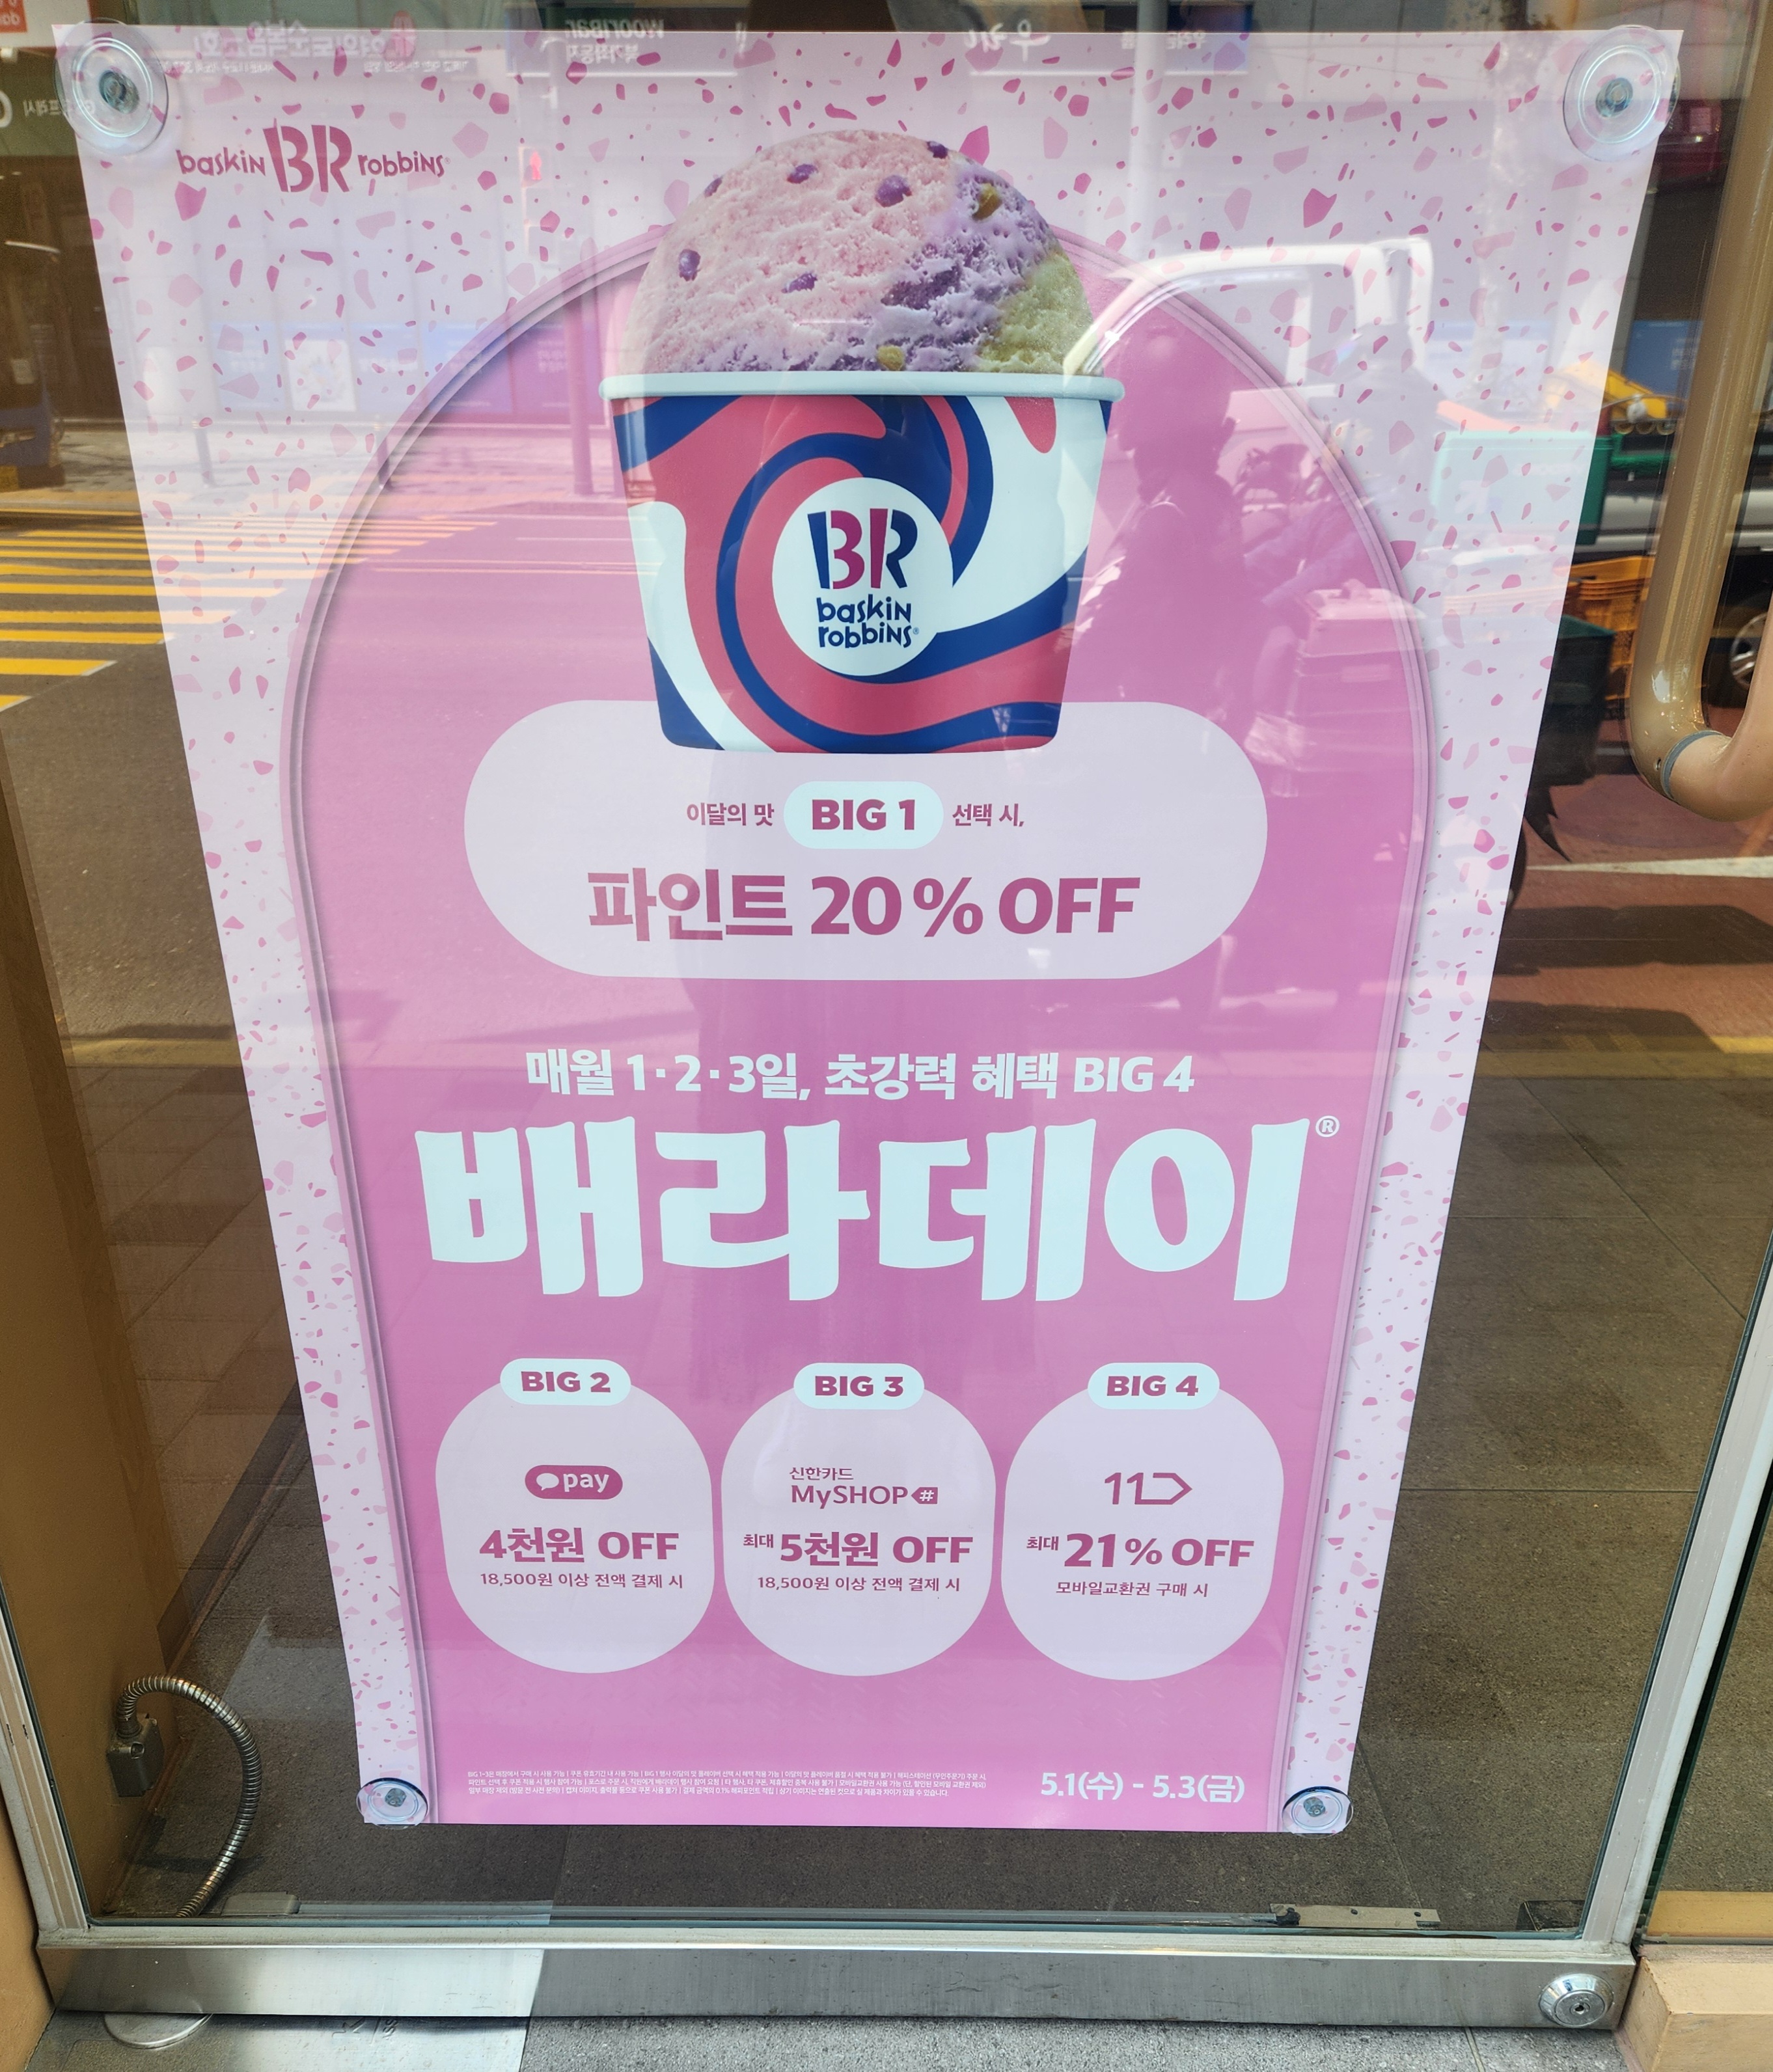 baskin BR robbins
BR
baskin
robbins®
이달의 맛 BIG 1 선택 시,
파인트 20% OFF
매월 1·2·3일, 초강력 혜택 BIG 4
배라데이®
BIG 2
pay
4천원 OFF
18,500원 이상 전액 결제 시
BIG 3
신한카드
MySHOP#
최대 5천원 OFF
18,500원 이상 전액 결제 시
BIG 4
11
최대 21% OFF
모바일교환권 구매 시
5.1(수) - 5.3(금)